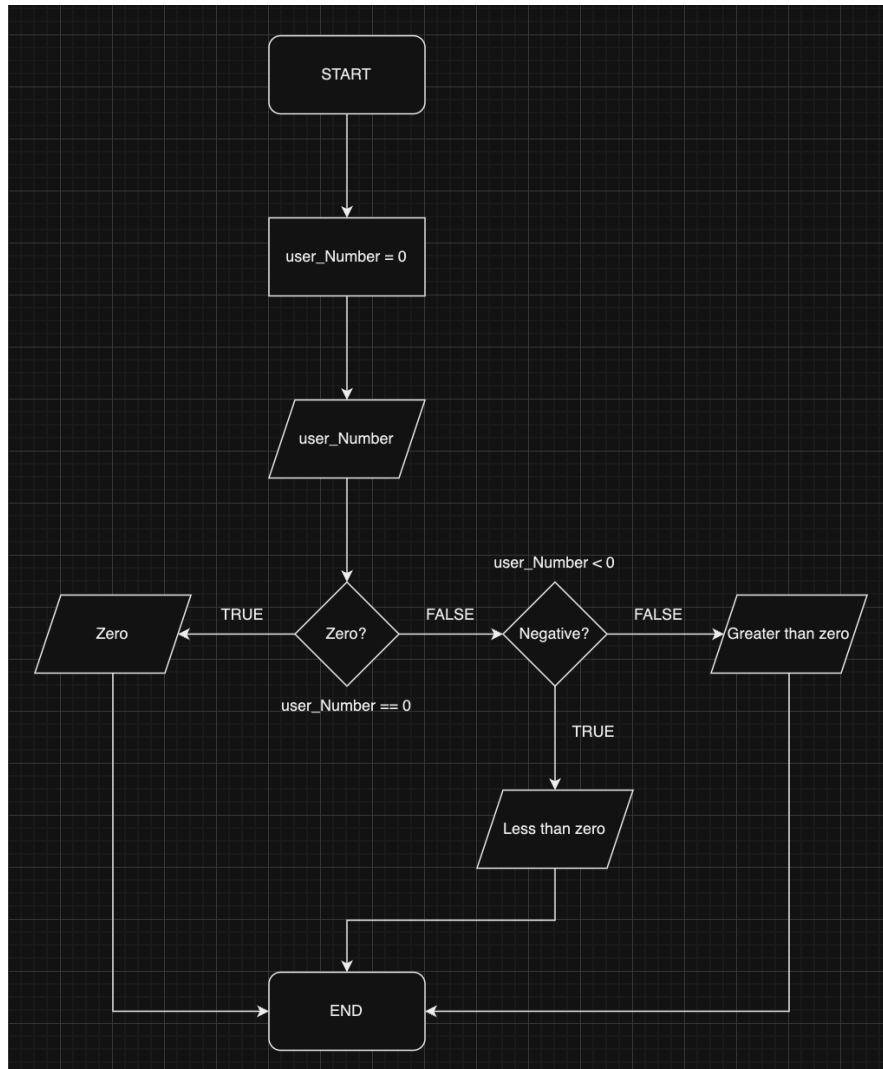 START
user_Number = 0
user_Number
user_Number < 0
Zero
TRUE
Zero?
FALSE
Negative?
FALSE
Greater than zero
user_Number == 0
TRUE
Less than zero
END